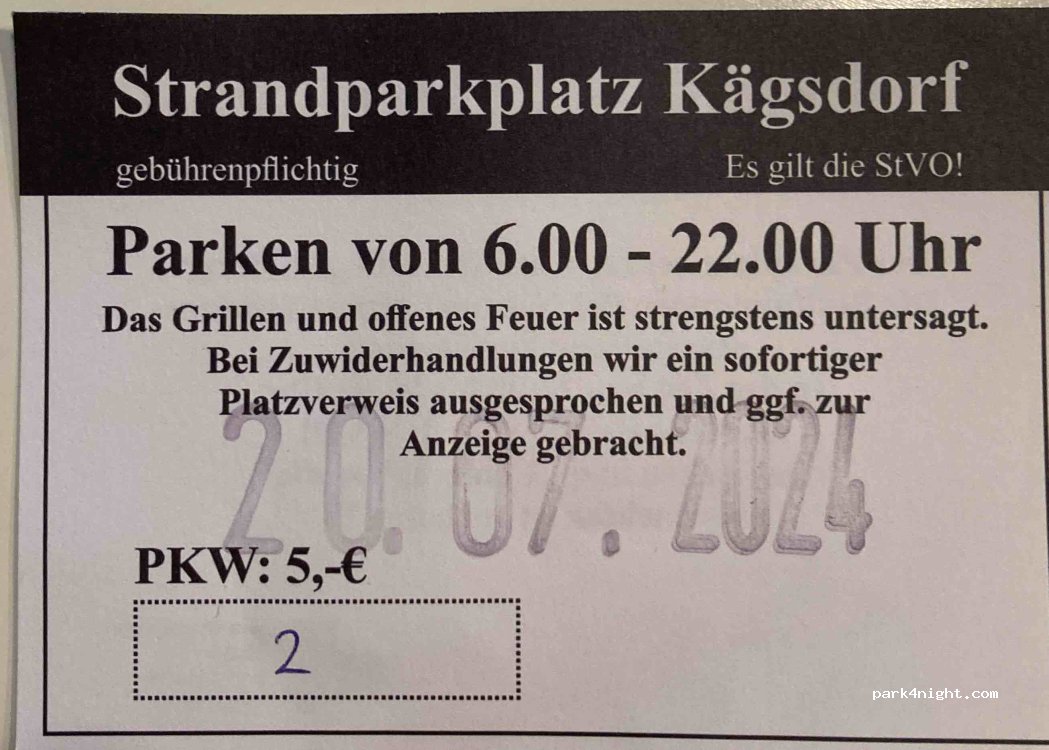 Strandparkplatz Kägsdorf
gebührenpflichtig Es gilt die StVO!
Parken von 6.00 - 22.00 Uhr
Das Grillen und offenes Feuer ist strengstens untersagt.
Bei Zuwiderhandlungen wir ein sofortiger
Platzverweis ausgesprochen und ggf. zur
Anzeige gebracht.
20.07.2024
PKW: 5,-€
2
park4night.com